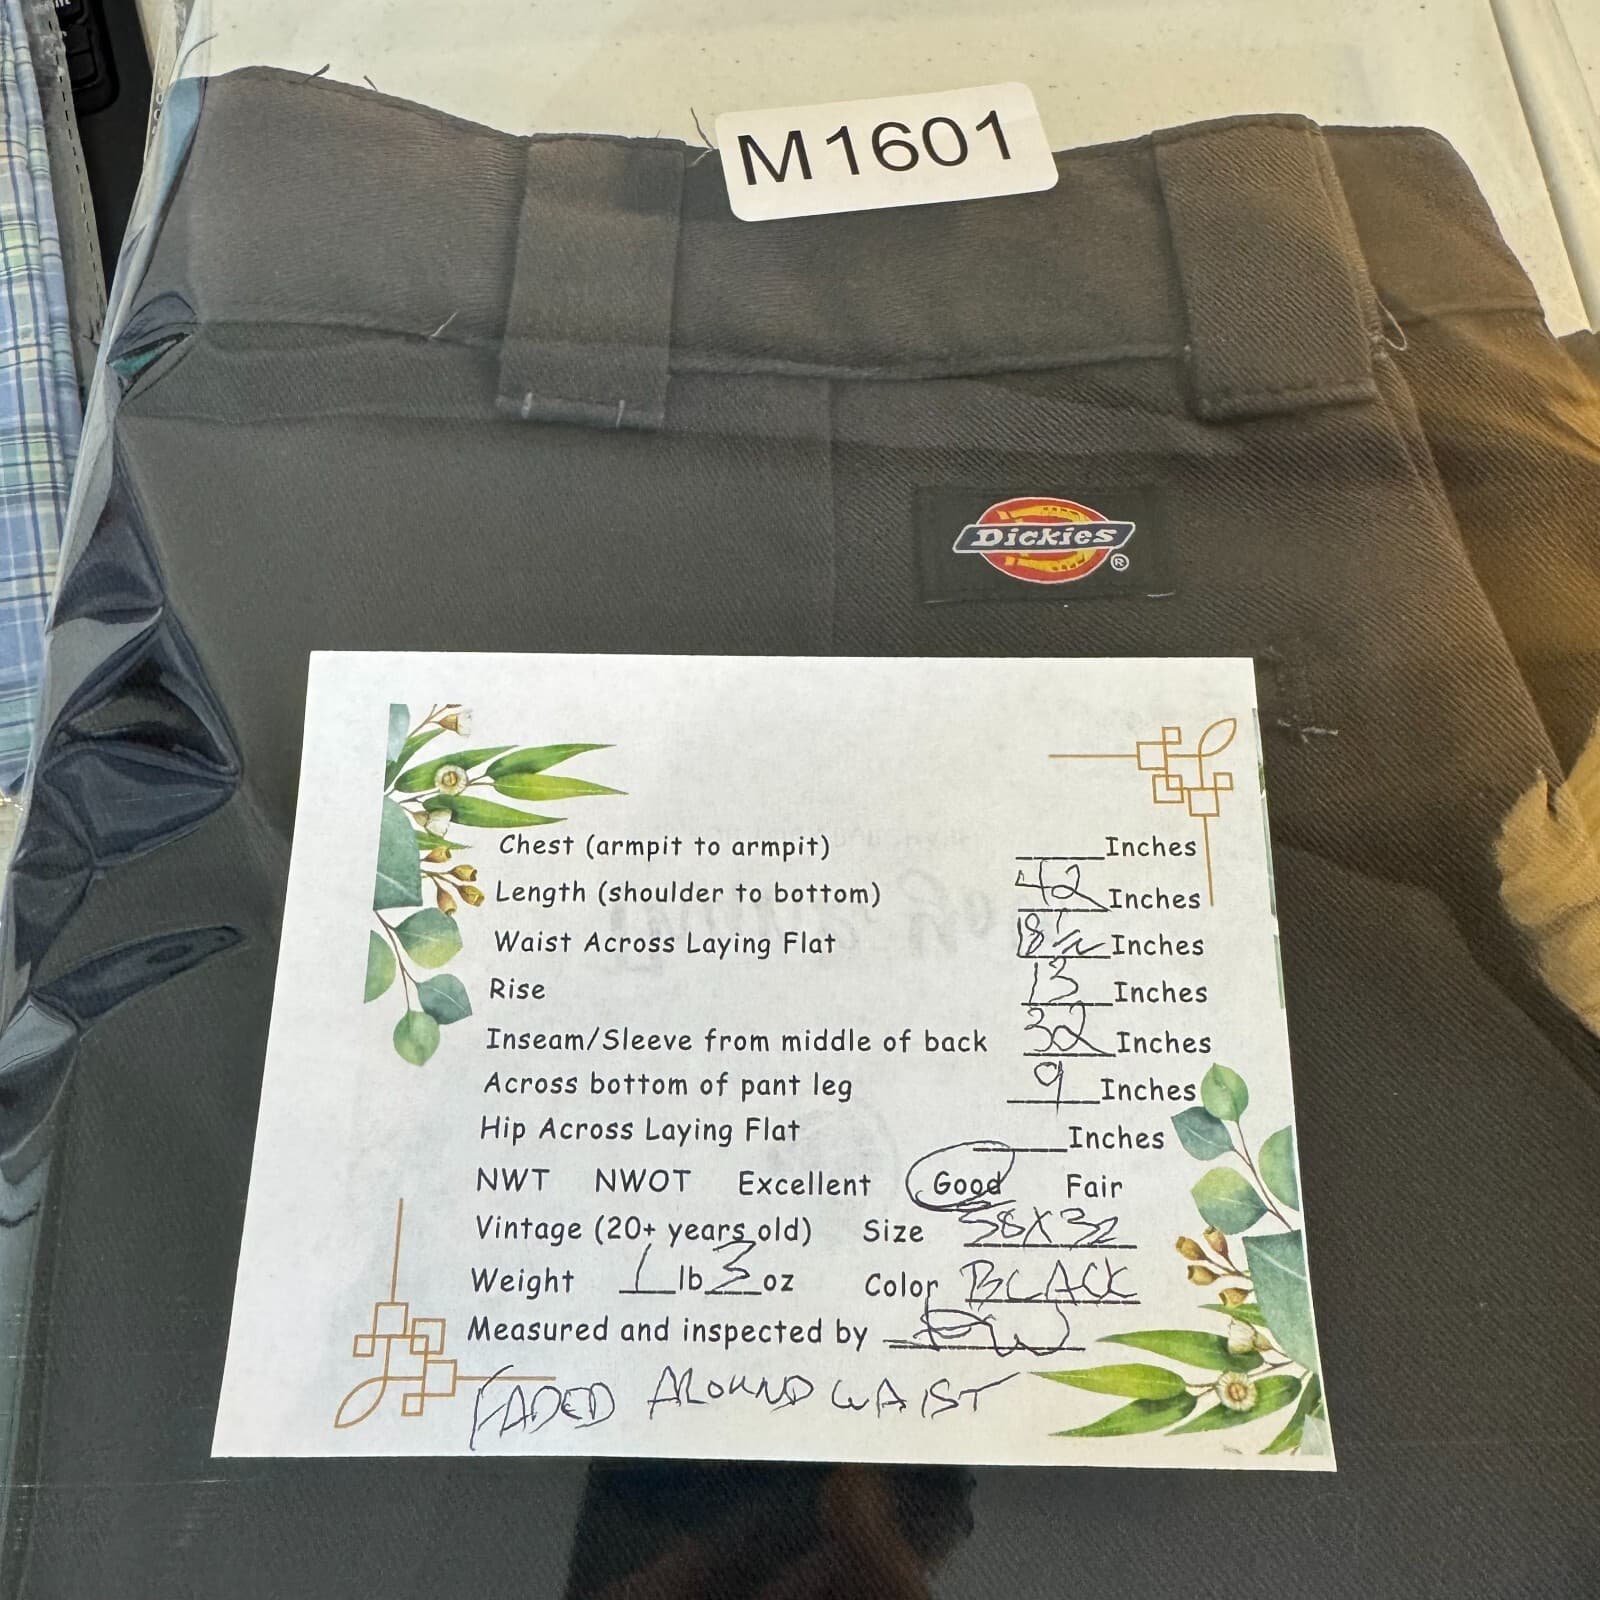 M1601
Dickies ®
Chest (armpit to armpit) ______Inches
Length (shoulder to bottom) 42 Inches
Waist Across Laying Flat 18 1/2 Inches
Rise 13 Inches
Inseam/Sleeve from middle of back 32 Inches
Across bottom of pant leg 9 Inches
Hip Across Laying Flat ______Inches
NWT NWOT Excellent Good Fair
Vintage (20+ years old) Size 38X32
Weight 1 lb 3 oz Color BLACK
Measured and inspected by
FADED AROUND WAIST